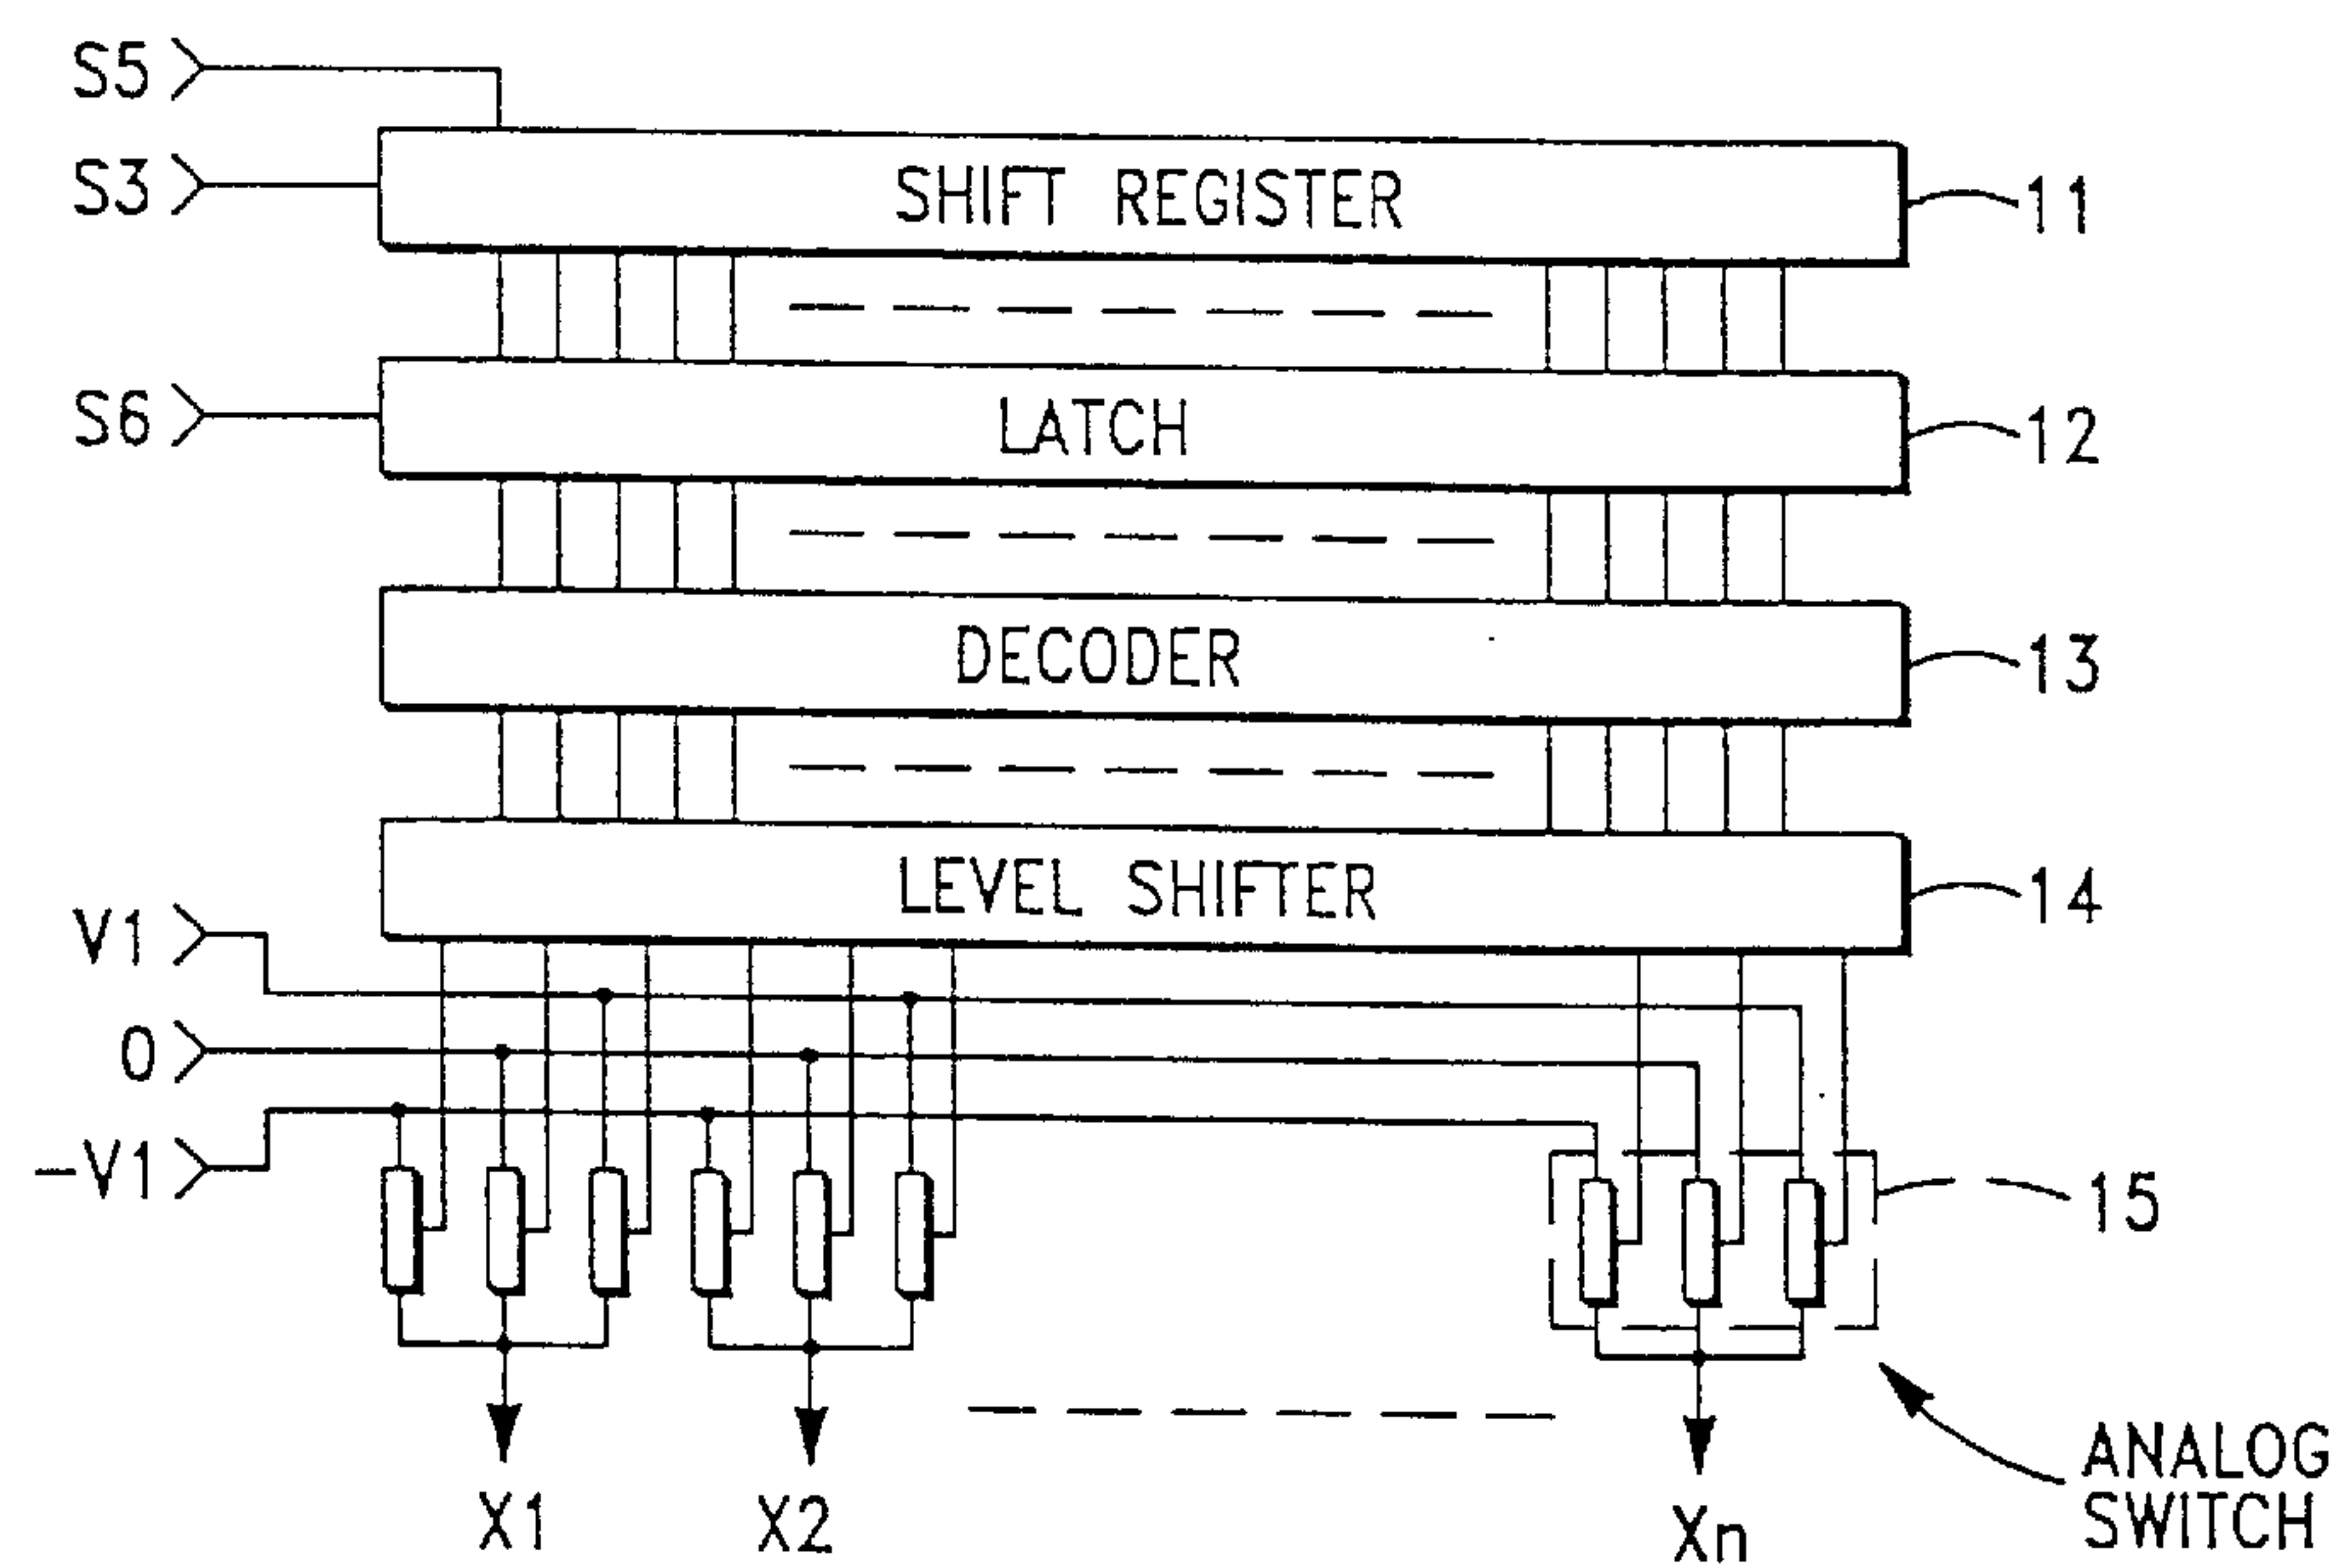 S5
S3
SHIFT REGISTER
11
S6
LATCH
12
DECODER
13
LEVEL SHIFTER
14
V1
0
-V1
15
X1
X2
Xn
ANALOG
SWITCH